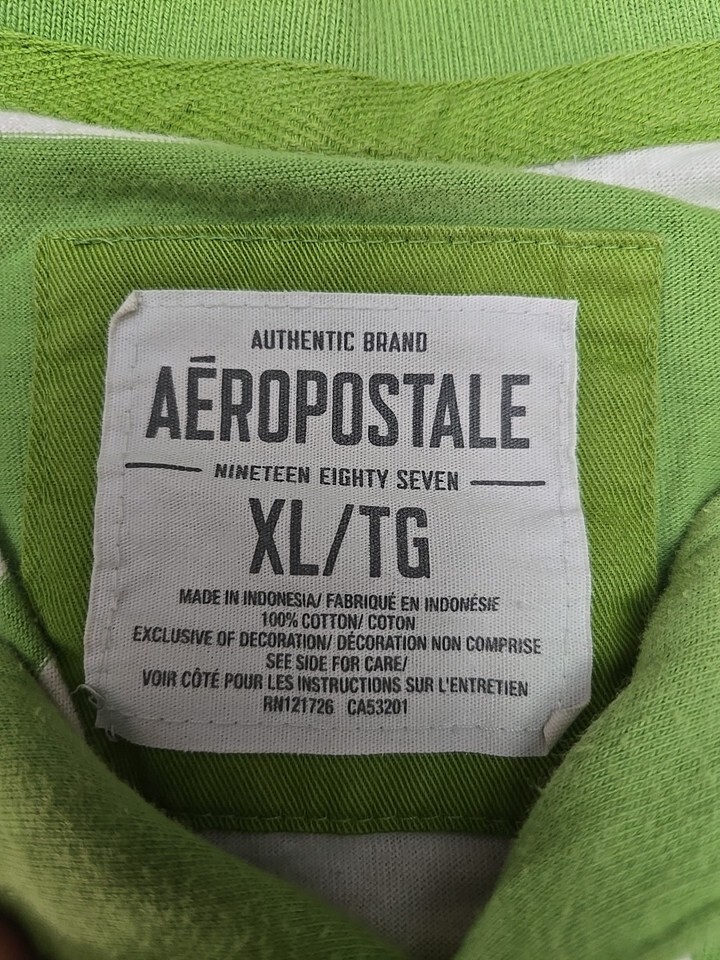 AUTHENTIC BRAND
AÉROPOSTALE
NINETEEN EIGHTY SEVEN
XL/TG
MADE IN INDONESIA/ FABRIQUÉ EN INDONÉSIE
100% COTTON/ COTON
EXCLUSIVE OF DECORATION/ DÉCORATION NON COMPRISE
SEE SIDE FOR CARE/
VOIR CÔTÉ POUR LES INSTRUCTIONS SUR L'ENTRETIEN
RN121726 CA53201